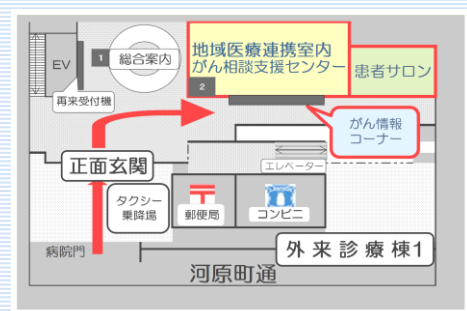 EV
1 総合案内
再来受付機
地域医療連携室内
がん相談支援センター
2
患者サロン
がん情報
コーナー
正面玄関
エレベーター
タクシー
乗降場
郵便局
コンビニ
病院門
外来診療棟1
河原町通